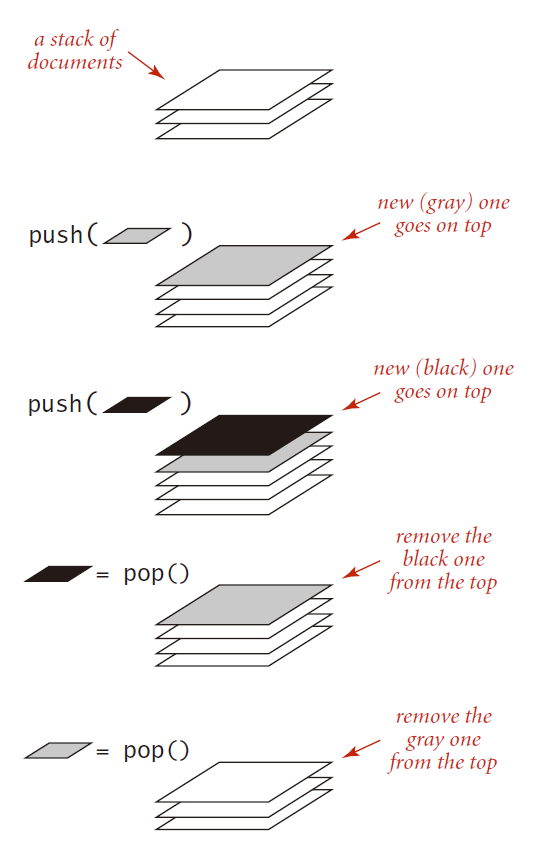 a stack of
documents
new (gray) one
goes on top
push( )
new (black) one
goes on top
push( )
remove the
black one
from the top
= pop()
remove the
gray one
from the top
= pop()